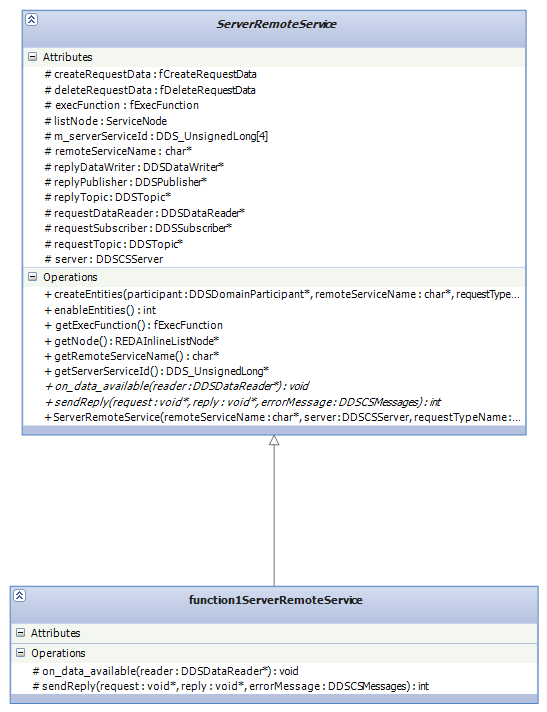 ServerRemoteService
Attributes
# createRequestData : fCreateRequestData
# deleteRequestData : fDeleteRequestData
# execFunction : fExecFunction
# listNode : ServiceNode
# m_serverServiceId : DDS_UnsignedLong[4]
# remoteServiceName : char*
# replyDataWriter : DDSDataWriter*
# replyPublisher : DDSPublisher*
# replyTopic : DDSTopic*
# requestDataReader : DDSDataReader*
# requestSubscriber : DDSSubscriber*
# requestTopic : DDSTopic*
# server : DDSCSServer
Operations
+ createEntities(participant : DDSDomainParticipant*, remoteServiceName : char*, requestType...
+ enableEntities() : int
+ getExecFunction() : fExecFunction
+ getNode() : REDAInlineListNode*
+ getRemoteServiceName() : char*
+ getServerServiceId() : DDS_UnsignedLong*
+ on_data_available(reader : DDSDataReader*) : void
+ sendReply(request : void*, reply : void*, errorMessage : DDSCSMessages) : int
+ ServerRemoteService(remoteServiceName : char*, server : DDSCSServer, requestTypeName : ...
function1ServerRemoteService
Attributes
Operations
# on_data_available(reader : DDSDataReader*) : void
# sendReply(request : void*, reply : void*, errorMessage : DDSCSMessages) : int